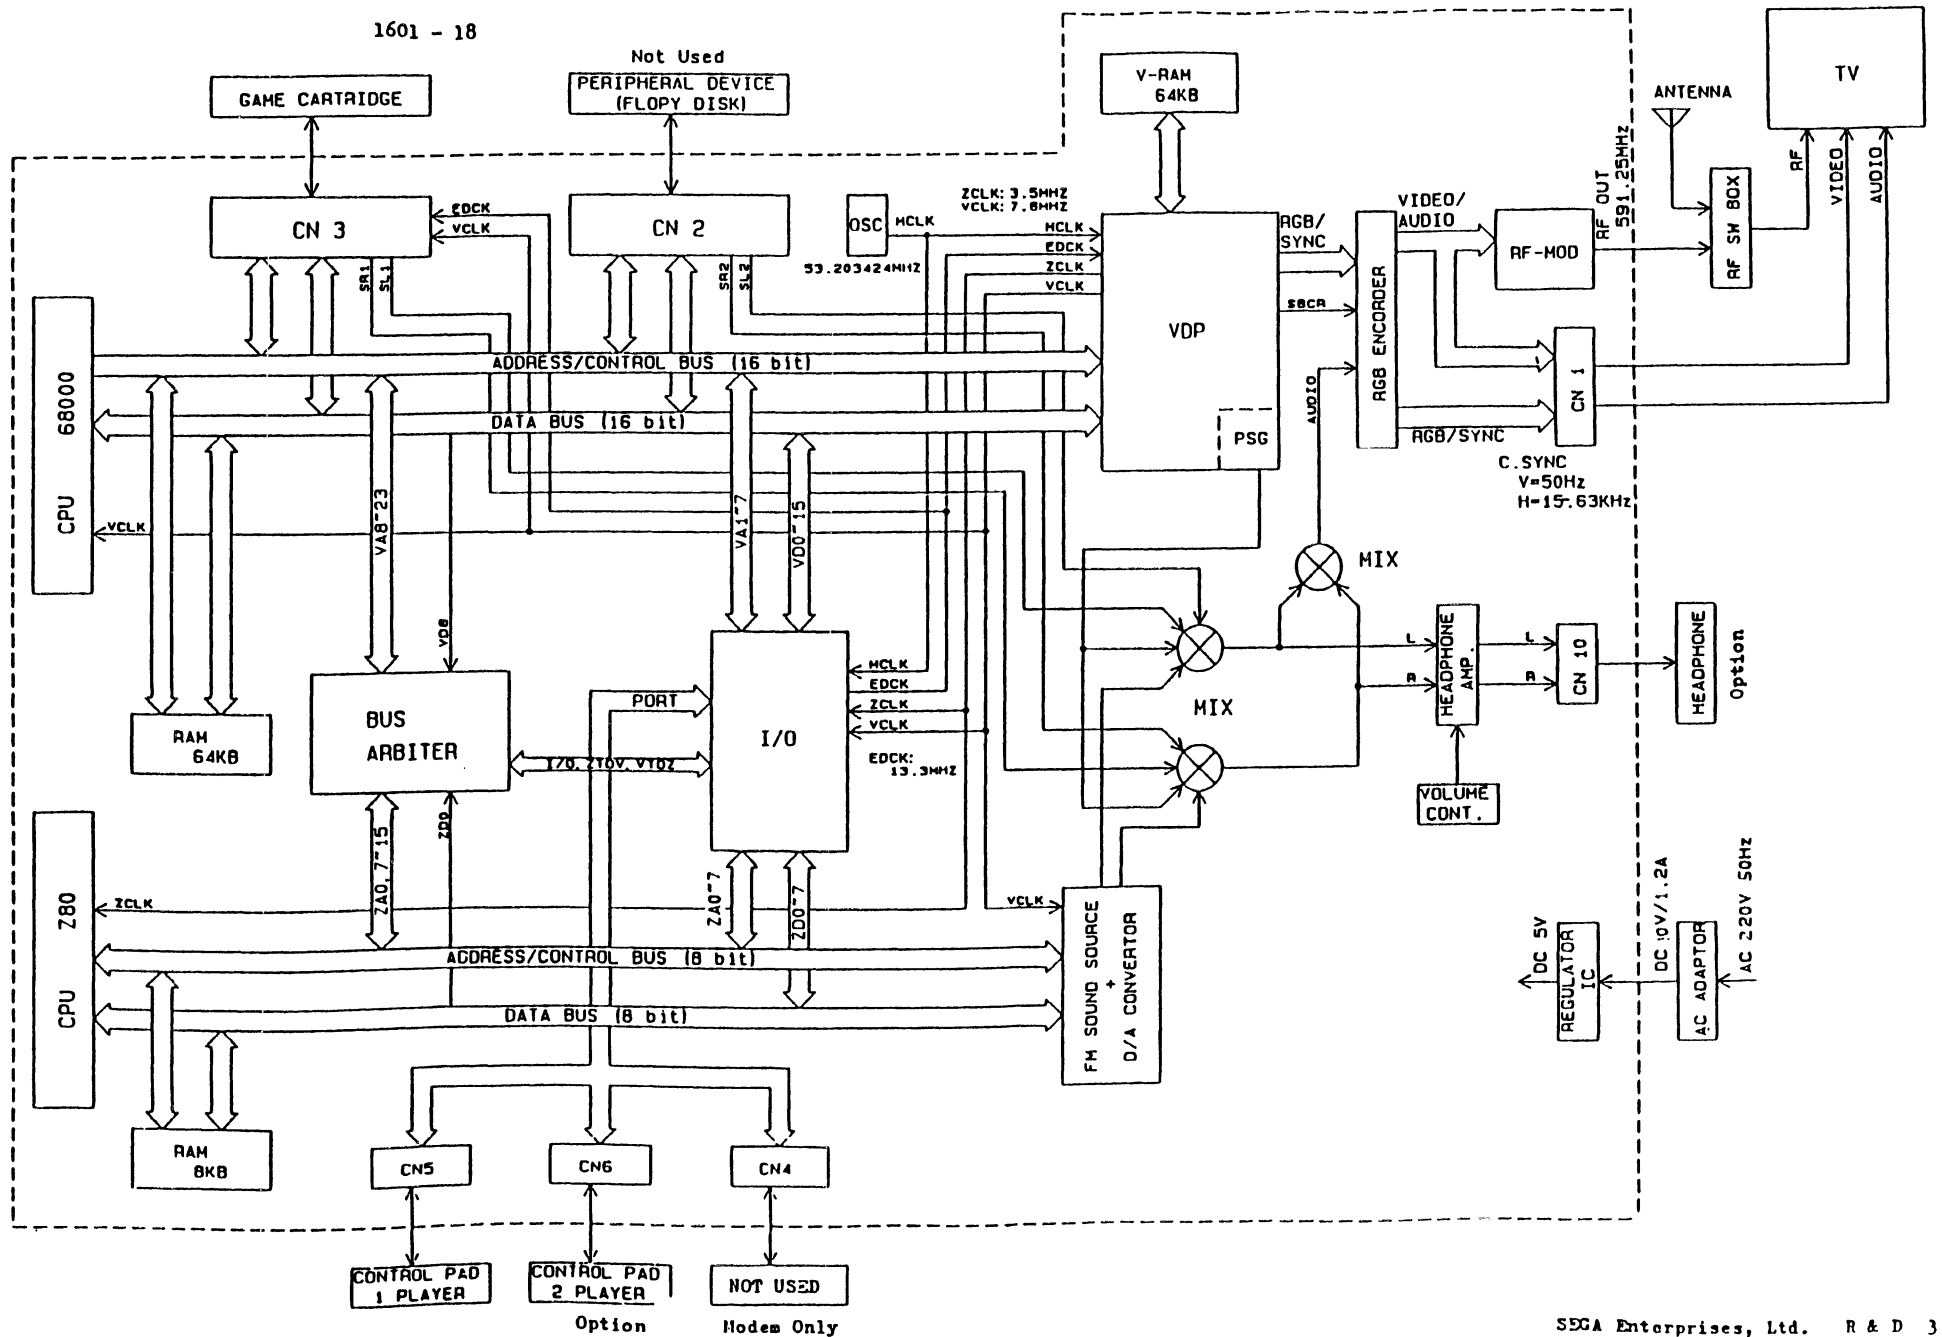 1601 - 18
Not Used
GAME CARTRIDGE
PERIPHERAL DEVICE
(FLOPY DISK)
V-RAM
64KB
TV
ANTENNA
CN 3
EDCK
VCLK
SR1
SL1
CN 2
SR2
SL2
OSC
MCLK
53.203424MHZ
ZCLK: 3.5MHZ
VCLK: 7.6MHZ
MCLK
EDCK
ZCLK
VCLK
VDP
PSG
RGB/
SYNC
SBCR
AUDIO
RGB ENCORDER
VIDEO/
AUDIO
RF-MOD
RF OUT
591.25MHz
RF SW BOX
RF
VIDEO
AUDIO
CN 1
RGB/SYNC
C.SYNC
V=50Hz
H=15.63KHz
CPU 68000
VCLK
ADDRESS/CONTROL BUS (16 bit)
DATA BUS (16 bit)
VA8~23
VD8
VA1~7
VD0~15
RAM
64KB
BUS
ARBITER
I/O, ZTOV, VTOZ
PORT
I/O
MCLK
EDCK
ZCLK
VCLK
EDCK:
13.3MHZ
MIX
MIX
L
R
HEADPHONE
AMP.
L
R
CN 10
HEADPHONE
Option
VOLUME
CONT.
CPU Z80
ZCLK
ZA0,7~15
ZD0
ZA0~7
ZD0~7
ADDRESS/CONTROL BUS (8 bit)
DATA BUS (8 bit)
VCLK
FM SOUND SOURCE
+
D/A CONVERTOR
DC 5V
REGULATOR
IC
DC 10V/1.2A
AC ADAPTOR
AC 220V 50Hz
RAM
8KB
CN5
CN6
CN4
CONTROL PAD
1 PLAYER
CONTROL PAD
2 PLAYER
NOT USED
Option
Modem Only
SEGA Enterprises, Ltd. R & D 3